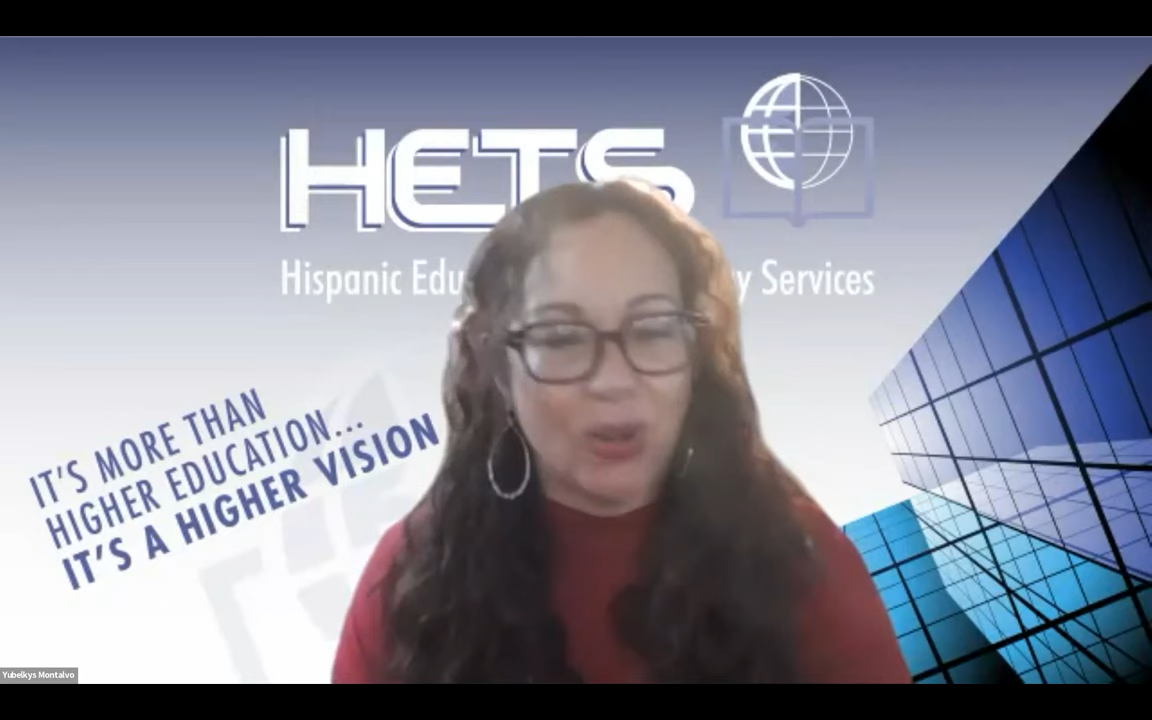 HETS
Hispanic Edu y Services
IT'S MORE THAN
HIGHER EDUCATION...
IT'S A HIGHER VISION
Yubelkys Montalvo